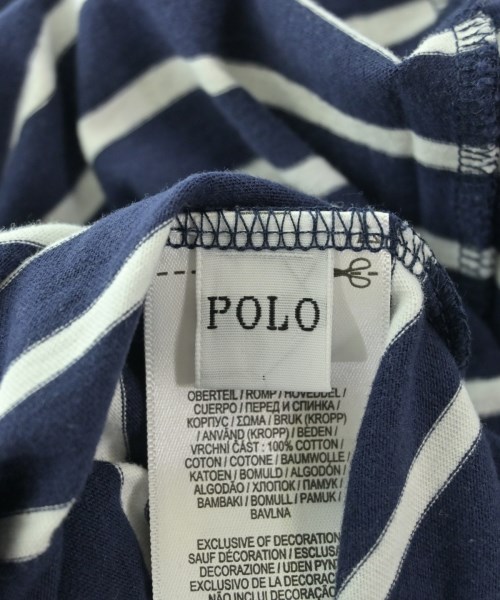 POLO
OBERTEIL / ROMP / HOVEDDEL /
CUERPO / ПЕРЕД И СПИНКА /
КОРПУС / ΣΩΜΑ / BRUK (KROPP)
/ ANVÄND (KROPP) / BEDEN /
VRCHNÍ ČÁST : 100% COTTON /
COTON / COTONE / BAUMWOLLE /
KATOEN / BOMULD / ALGODÓN /
ALGODÃO / ХЛОПОК / ПАМУК /
BAMBAKI / BOMULL / PAMUK /
BAVLNA
EXCLUSIVE OF DECORATION
SAUF DÉCORATION / ESCLUSA
DECORAZIONE / UDEN PYN
EXCLUSIVO DE LA DECORAC